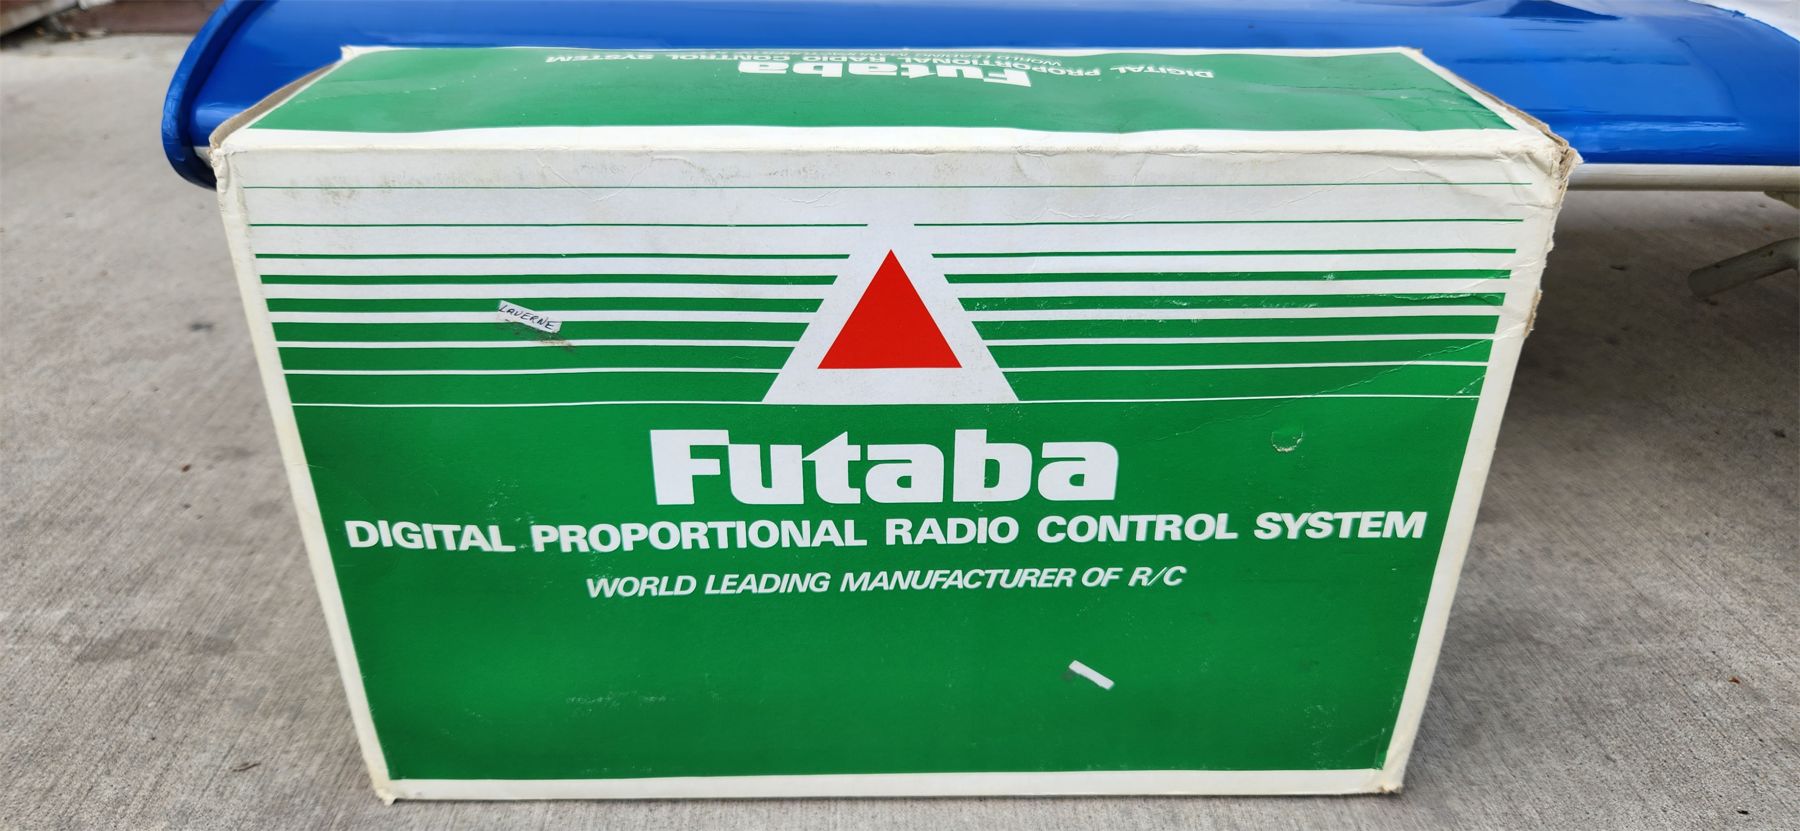 DIGITAL PROPORTIONAL RADIO CONTROL SYSTEM
Futaba
LAVERNE
Futaba
DIGITAL PROPORTIONAL RADIO CONTROL SYSTEM
WORLD LEADING MANUFACTURER OF R/C